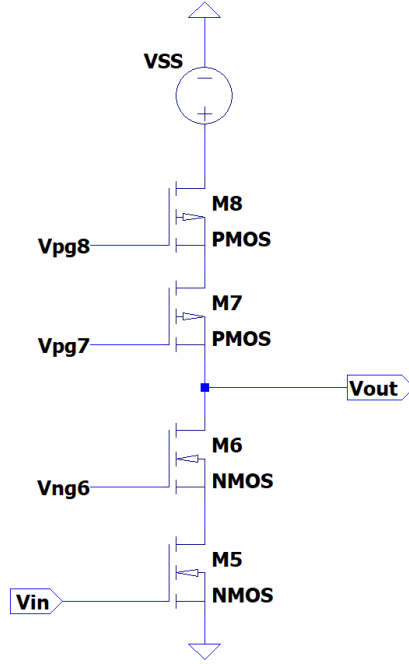 VSS
M8
Vpg8 PMOS
M7
Vpg7 PMOS
Vout
M6
Vng6 NMOS
M5
Vin NMOS